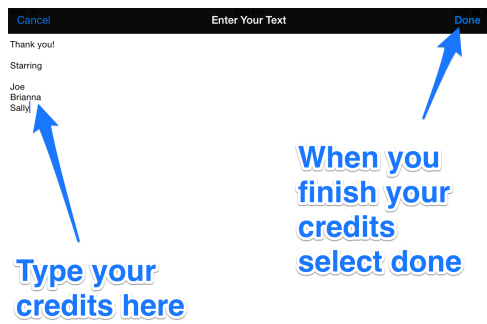 Cancel Enter Your Text Done
Thank you!
Starring
Joe
Brianna
Sally
When you
finish your
credits
select done
Type your
credits here